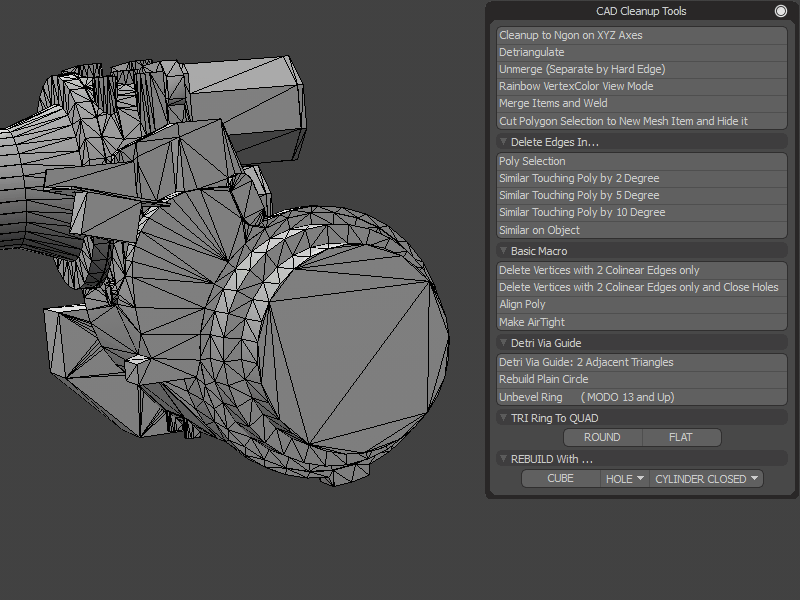 CAD Cleanup Tools
Cleanup to Ngon on XYZ Axes
Detriangulate
Unmerge (Separate by Hard Edge)
Rainbow VertexColor View Mode
Merge Items and Weld
Cut Polygon Selection to New Mesh Item and Hide it
Delete Edges In...
Poly Selection
Similar Touching Poly by 2 Degree
Similar Touching Poly by 5 Degree
Similar Touching Poly by 10 Degree
Similar on Object
Basic Macro
Delete Vertices with 2 Colinear Edges only
Delete Vertices with 2 Colinear Edges only and Close Holes
Align Poly
Make AirTight
Detri Via Guide
Detri Via Guide: 2 Adjacent Triangles
Rebuild Plain Circle
Unbevel Ring (MODO 13 and Up)
TRI Ring To QUAD
ROUND FLAT
REBUILD With ...
CUBE HOLE CYLINDER CLOSED